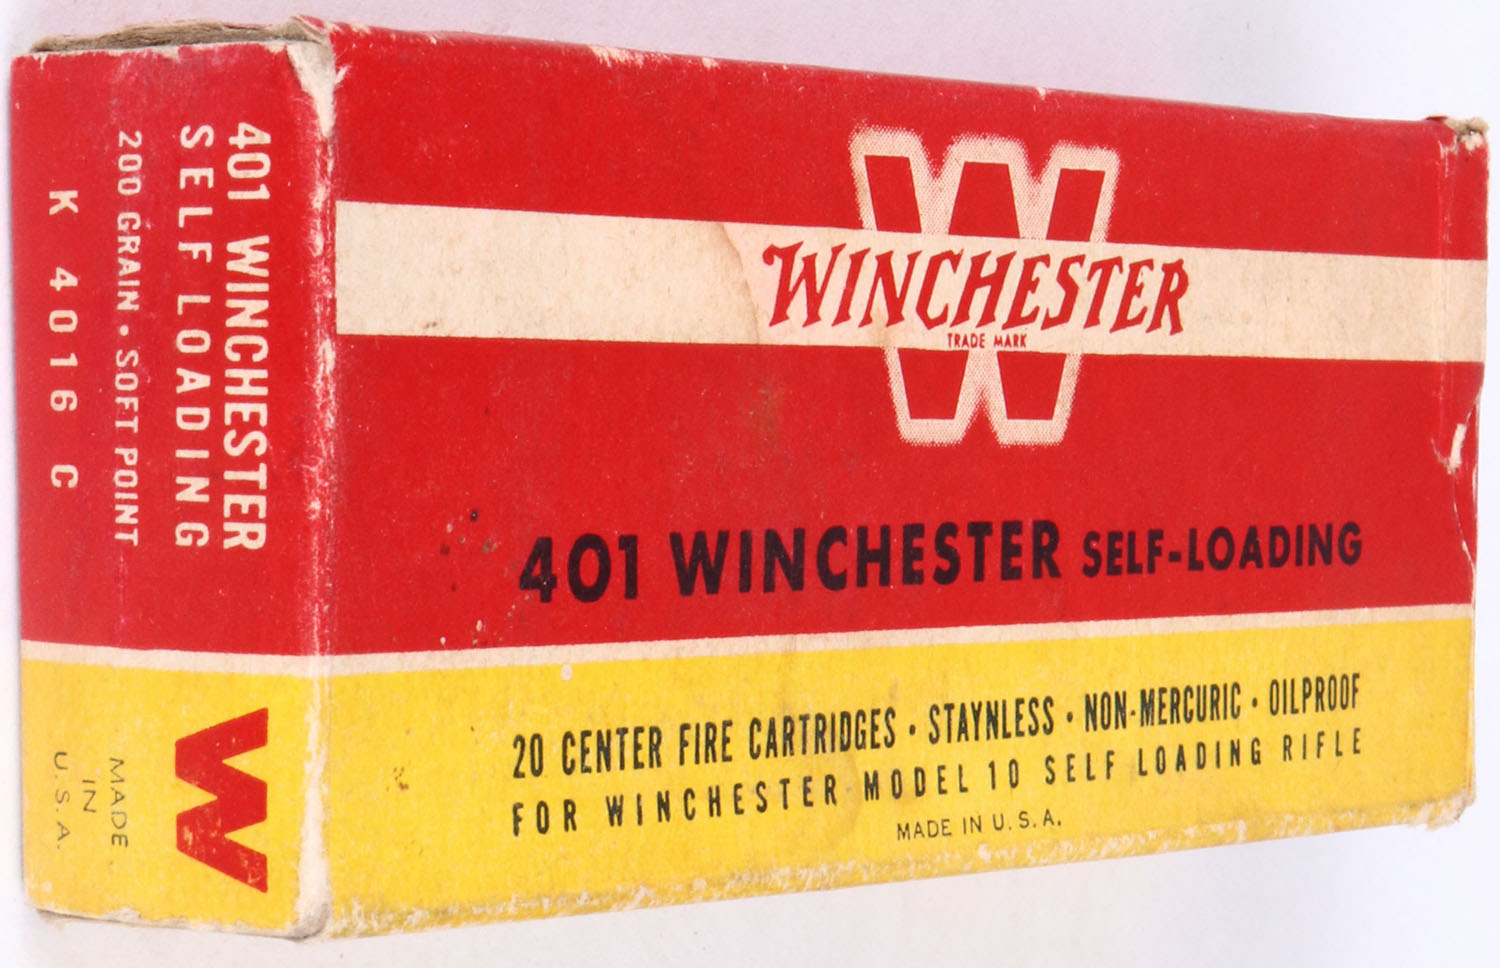 W
WINCHESTER
TRADE MARK
401 WINCHESTER SELF-LOADING
20 CENTER FIRE CARTRIDGES · STAYNLESS · NON-MERCURIC · OILPROOF
FOR WINCHESTER MODEL 10 SELF LOADING RIFLE
MADE IN U.S.A.
401 WINCHESTER
SELF LOADING
200 GRAIN · SOFT POINT
K 4016 C
W
MADE
IN
U.S.A.